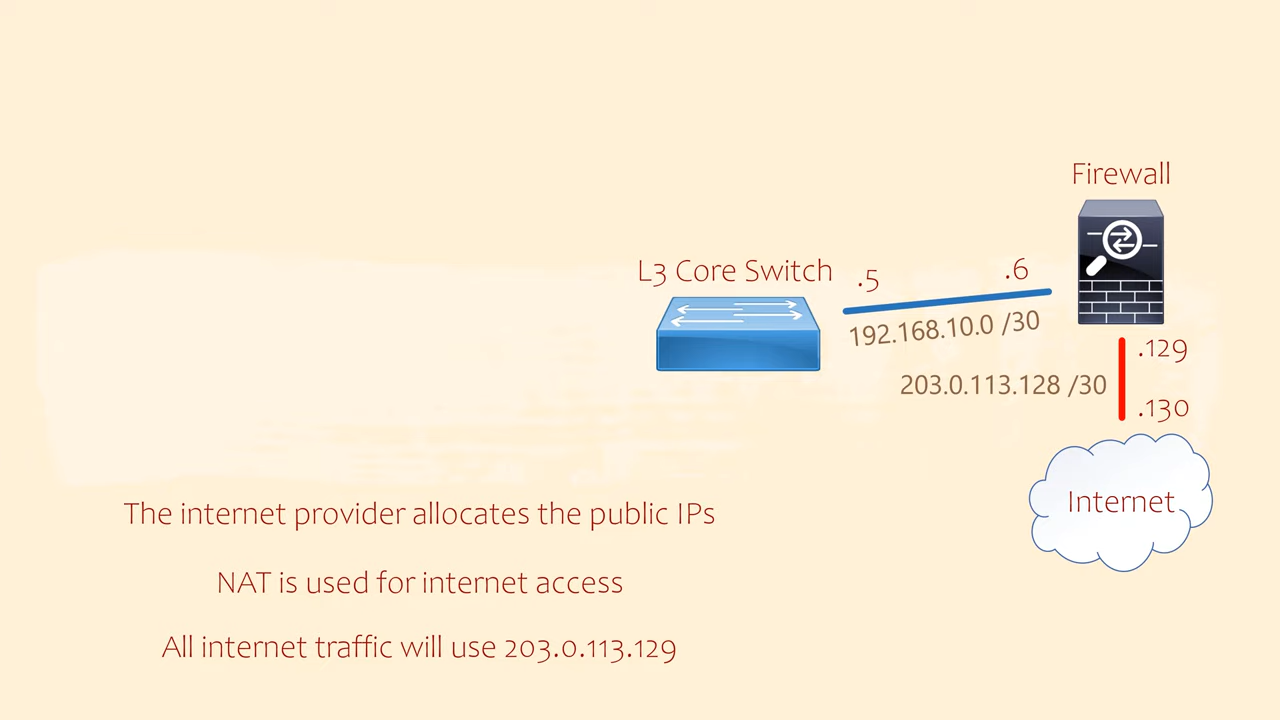 Firewall
L3 Core Switch
.5
.6
192.168.10.0 /30
.129
203.0.113.128 /30
.130
Internet
The internet provider allocates the public IPs
NAT is used for internet access
All internet traffic will use 203.0.113.129